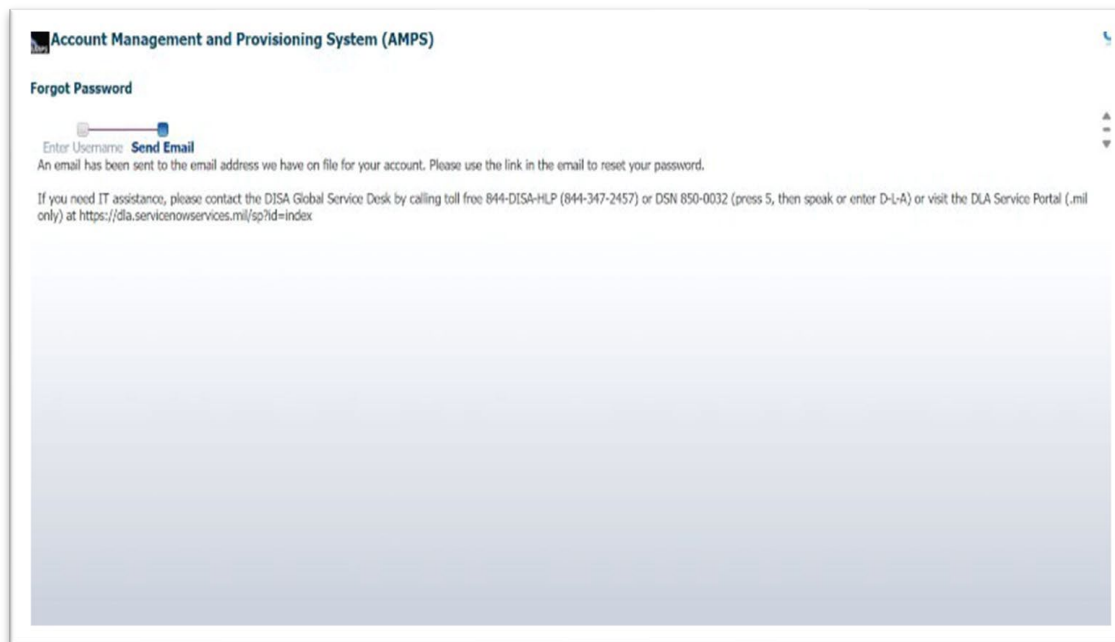 Account Management and Provisioning System (AMPS)
Forgot Password
Enter Username Send Email
An email has been sent to the email address we have on file for your account. Please use the link in the email to reset your password.
If you need IT assistance, please contact the DISA Global Service Desk by calling toll free 844-DISA-HLP (844-347-2457) or DSN 850-0032 (press 5, then speak or enter D-L-A) or visit the DLA Service Portal (.mil
only) at https://dla.servicenowservices.mil/sp?id=index